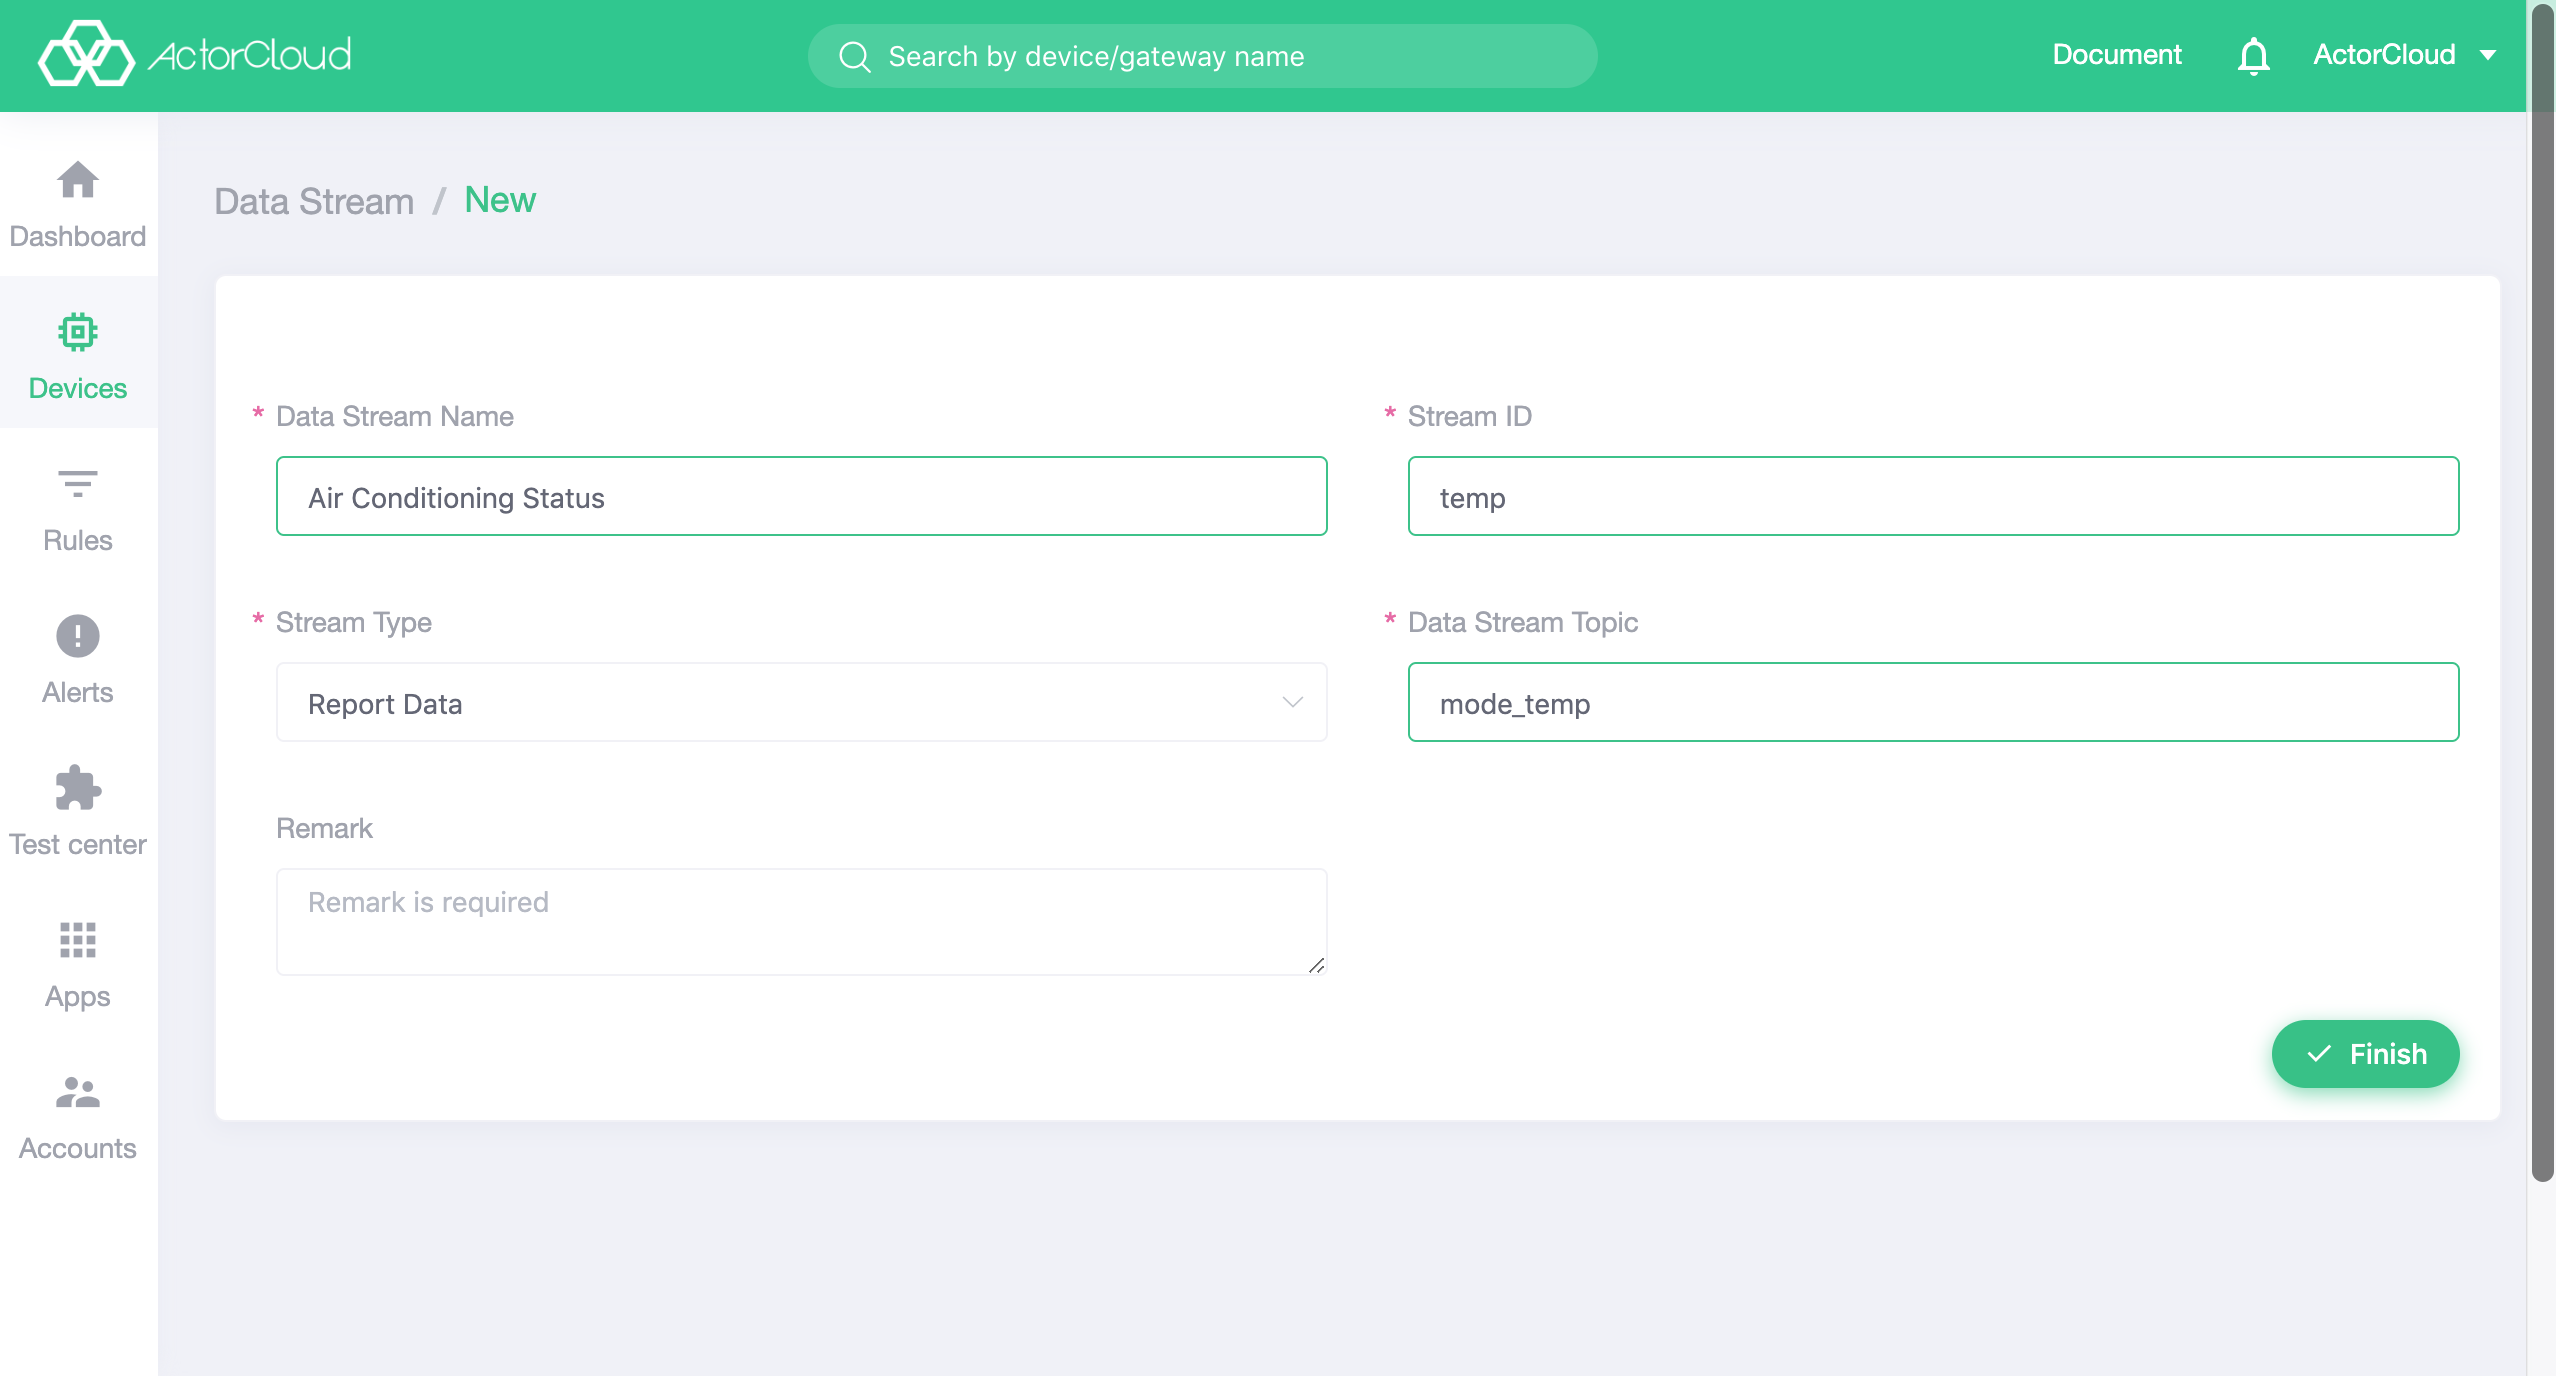 ActorCloud
Search by device/gateway name
Document
ActorCloud
Dashboard
Devices
Rules
Alerts
Test center
Apps
Accounts
Data Stream / New
* Data Stream Name
Air Conditioning Status
* Stream ID
temp
* Stream Type
Report Data
* Data Stream Topic
mode_temp
Remark
Remark is required
Finish